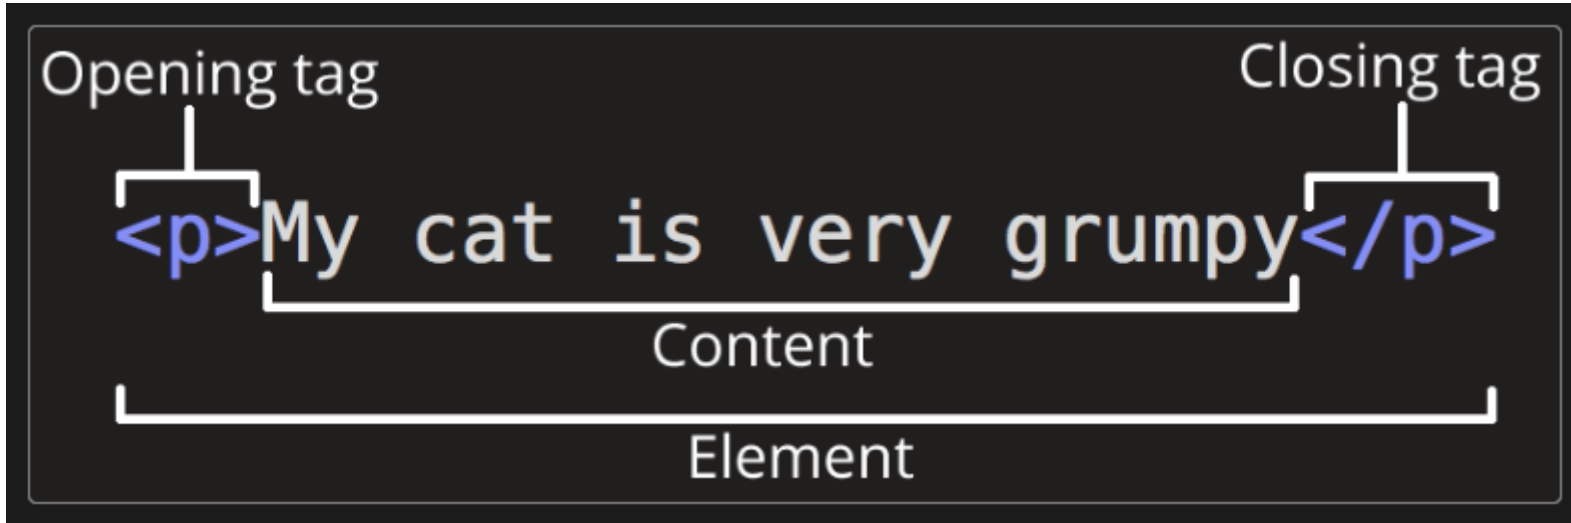 Opening tag
Closing tag
<p>My cat is very grumpy</p>
Content
Element